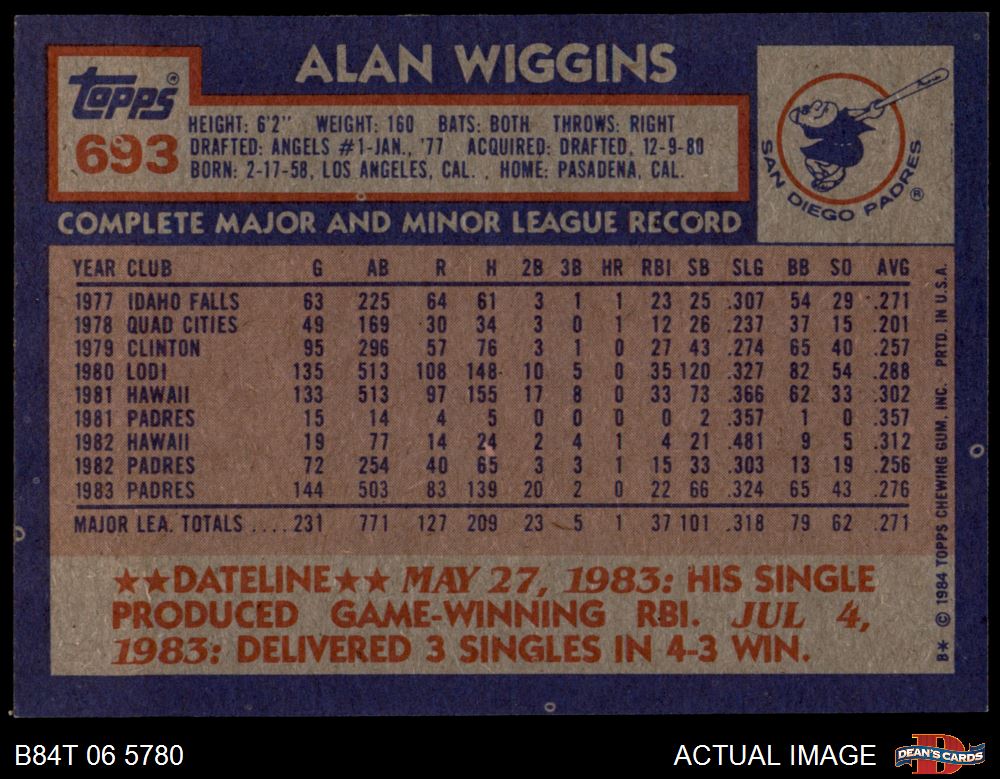 ALAN WIGGINS
Topps®
693
HEIGHT: 6'2" WEIGHT: 160 BATS: BOTH THROWS: RIGHT
DRAFTED: ANGELS #1-JAN., '77 ACQUIRED: DRAFTED, 12-9-80
BORN: 2-17-58, LOS ANGELES, CAL. HOME: PASADENA, CAL.
SAN DIEGO PADRES®
COMPLETE MAJOR AND MINOR LEAGUE RECORD
YEAR CLUB G AB R H 2B 3B HR RBI SB SLG BB SO AVG
1977 IDAHO FALLS 63 225 64 61 3 1 1 23 25 .307 54 29 .271
1978 QUAD CITIES 49 169 30 34 3 0 1 12 26 .237 37 15 .201
1979 CLINTON 95 296 57 76 3 1 0 27 43 .274 65 40 .257
1980 LODI 135 513 108 148 10 5 0 35 120 .327 82 54 .288
1981 HAWAII 133 513 97 155 17 8 0 33 73 .366 62 33 .302
1981 PADRES 15 14 4 5 0 0 0 0 2 .357 1 0 .357
1982 HAWAII 19 77 14 24 2 4 1 4 21 .481 9 5 .312
1982 PADRES 72 254 40 65 3 3 1 15 33 .303 13 19 .256
1983 PADRES 144 503 83 139 20 2 0 22 66 .324 65 43 .276
MAJOR LEA. TOTALS ....231 771 127 209 23 5 1 37 101 .318 79 62 .271
★★DATELINE★★ MAY 27, 1983: HIS SINGLE
PRODUCED GAME-WINNING RBI. JUL 4,
1983: DELIVERED 3 SINGLES IN 4-3 WIN.
B* © 1984 TOPPS CHEWING GUM, INC. PRTD. IN U.S.A.
B84T 06 5780
ACTUAL IMAGE
D
DEAN'S CARDS